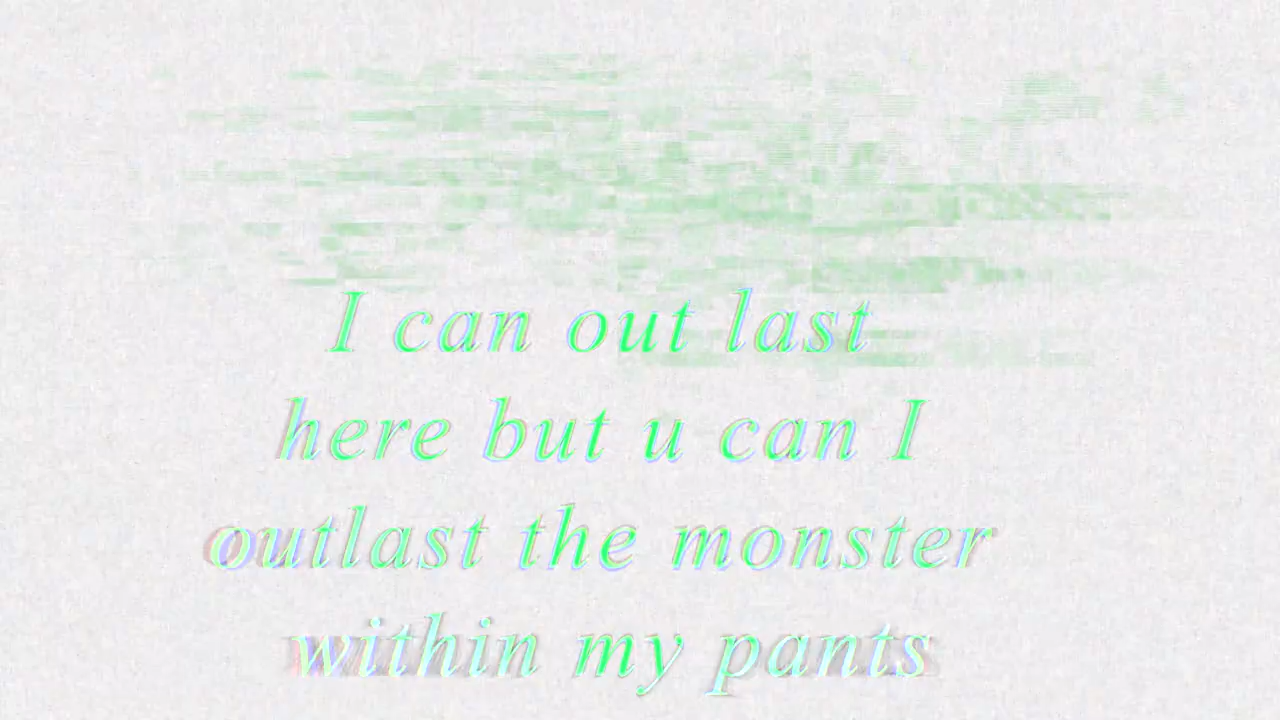 I can out last
here but u can I
outlast the monster
within my pants